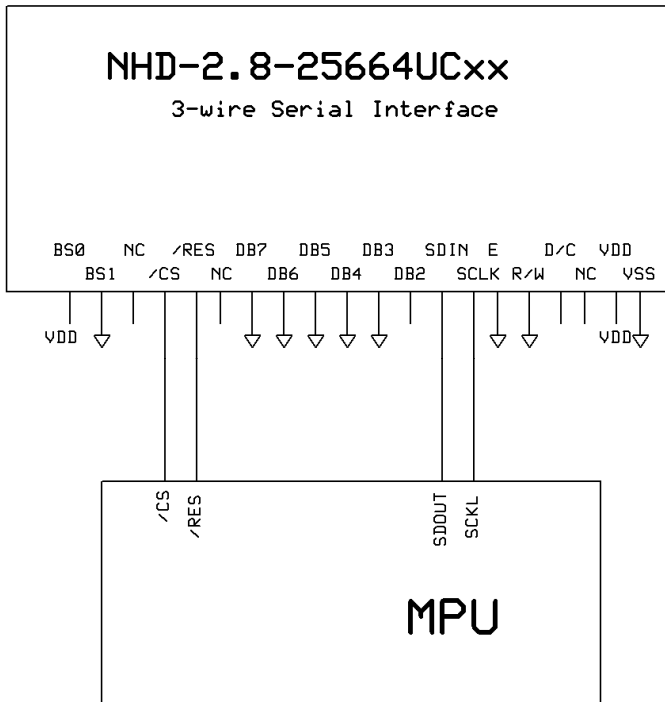 NHD-2.8-25664UCxx
3-wire Serial Interface
BS0 NC /RES DB7 DB5 DB3 SDIN E D/C VDD
BS1 /CS NC DB6 DB4 DB2 SCLK R/W NC VSS
VDD VDD
/CS
/RES
SDOUT
SCKL
MPU